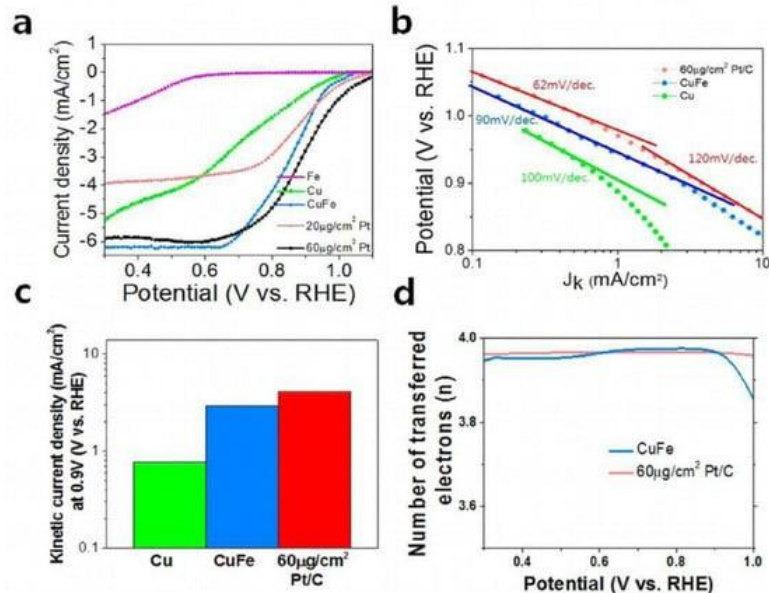 a
Current density (mA/cm²)
1
0
-1
-2
-3
-4
-5
-6
Fe
Cu
CuFe
20µg/cm² Pt
60µg/cm² Pt
0.4 0.6 0.8 1.0
Potential (V vs. RHE)
b
Potential (V vs. RHE)
1.1
1.0
0.9
0.8
62mV/dec.
90mV/dec.
100mV/dec.
120mV/dec.
60µg/cm² Pt/C
CuFe
Cu
0.1 1 10
Jk (mA/cm²)
c
Kinetic current density (mA/cm²)
at 0.9V (V vs. RHE)
10
1
0.1
Cu CuFe 60µg/cm²
Pt/C
d
Number of transferred
electrons (n)
4.0
3.8
3.6
CuFe
60µg/cm² Pt/C
0.4 0.6 0.8 1.0
Potential (V vs. RHE)